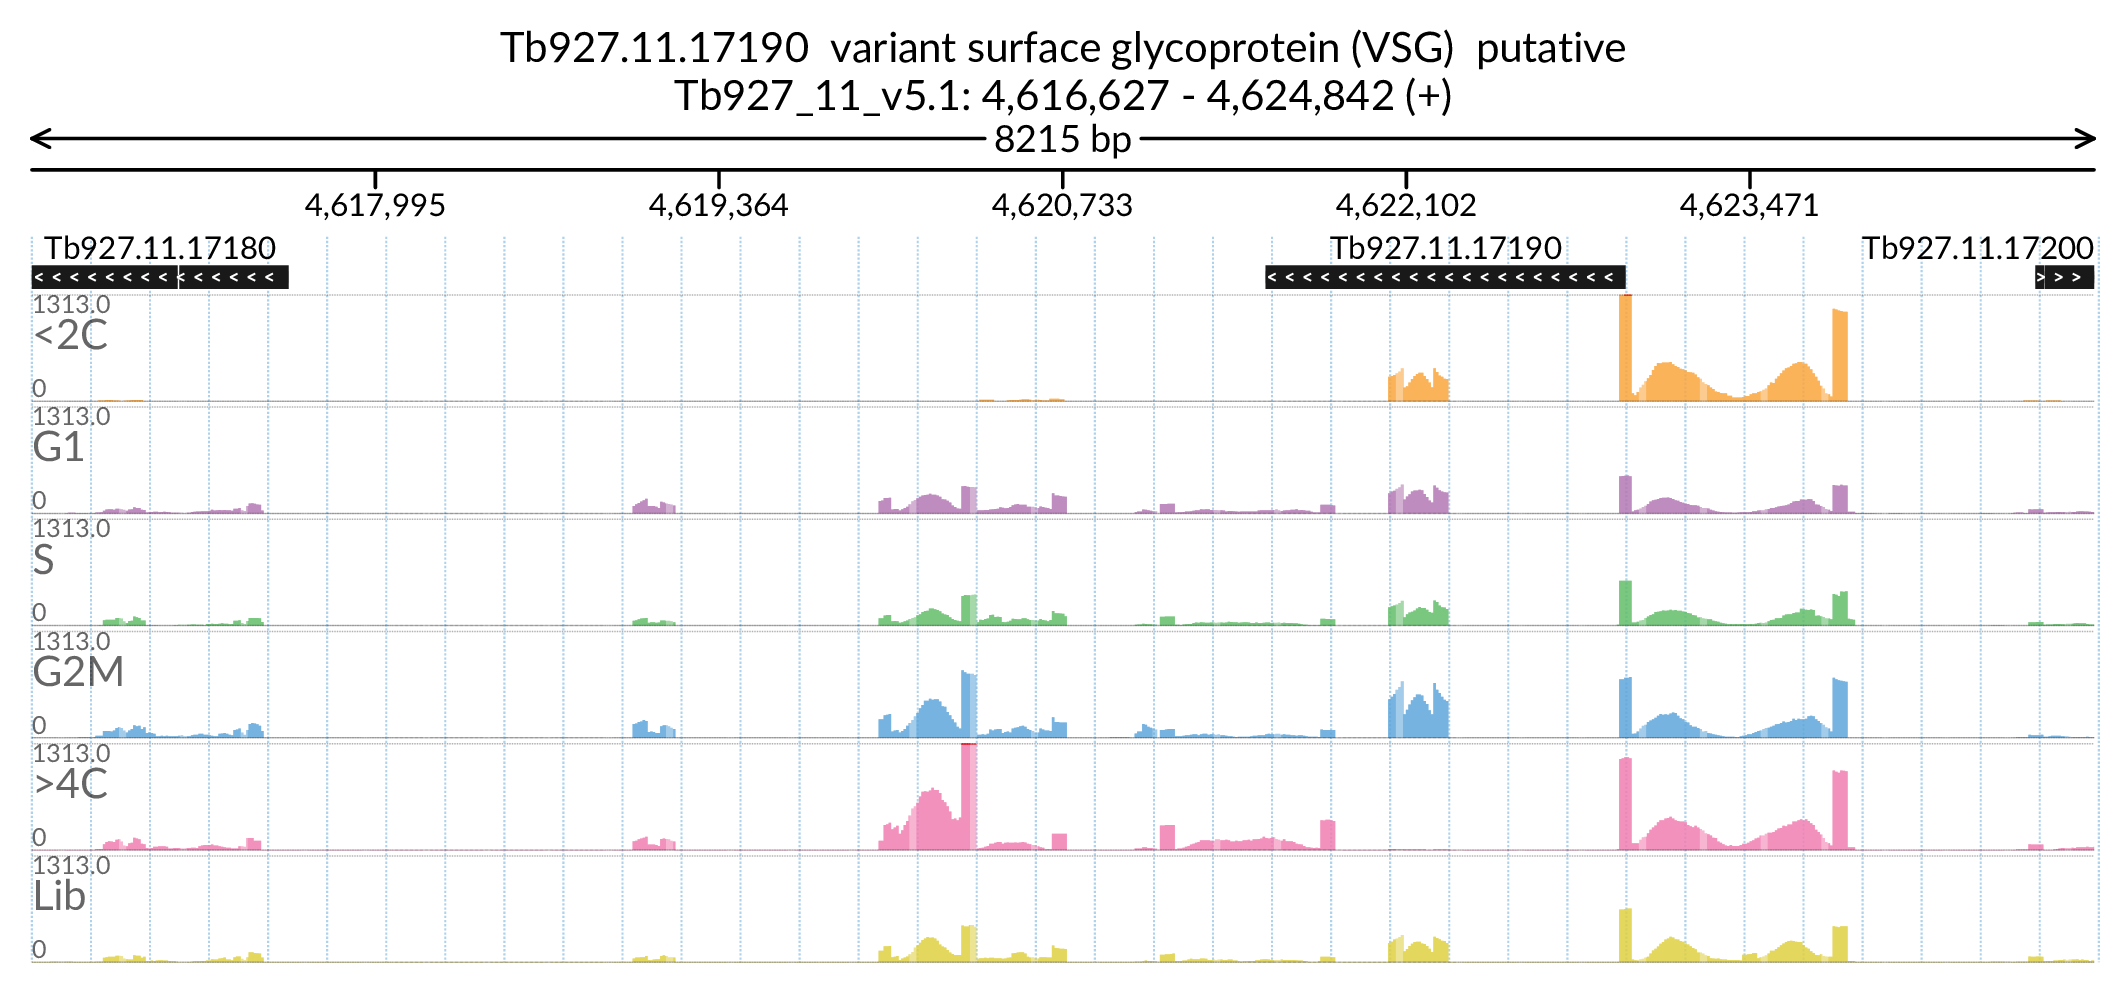 Tb927.11.17190 variant surface glycoprotein (VSG) putative
Tb927_11_v5.1: 4,616,627 - 4,624,842 (+)
8215 bp
4,617,995 4,619,364 4,620,733 4,622,102 4,623,471
Tb927.11.17180 Tb927.11.17190 Tb927.11.17200
1313.0
<2C
0
1313.0
G1
0
1313.0
S
0
1313.0
G2M
0
1313.0
>4C
0
1313.0
Lib
0